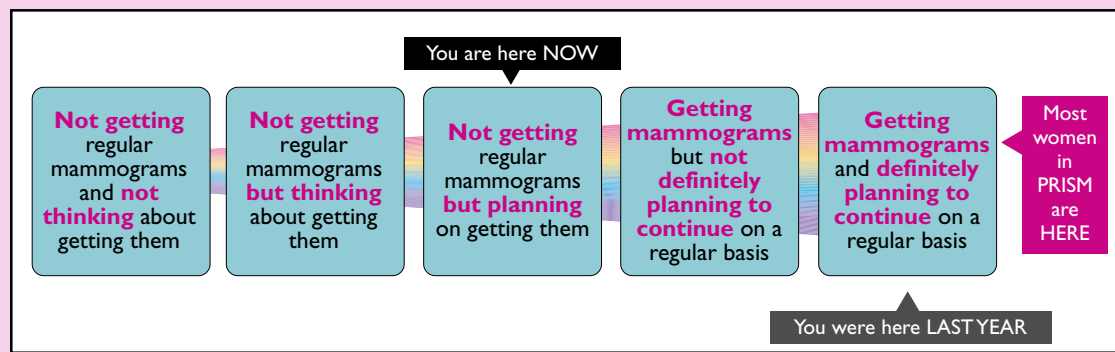 You are here NOW
Not getting
regular
mammograms
and not
thinking about
getting them
Not getting
regular
mammograms
but thinking
about getting
them
Not getting
regular
mammograms
but planning
on getting them
Getting
mammograms
but not
definitely
planning to
continue on a
regular basis
Getting
mammograms
and definitely
planning to
continue on a
regular basis
Most
women
in
PRISM
are
HERE
You were here LAST YEAR